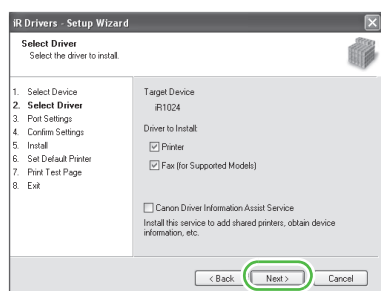 iR Drivers - Setup Wizard
Select Driver
Select the driver to install.
1. Select Device
2. Select Driver
3. Port Settings
4. Confirm Settings
5. Install
6. Set Default Printer
7. Print Test Page
8. Exit
Target Device
iR1024
Driver to Install:
Printer
Fax (for Supported Models)
Canon Driver Information Assist Service
Install this service to add shared printers, obtain device
information, etc.
< Back
Next >
Cancel